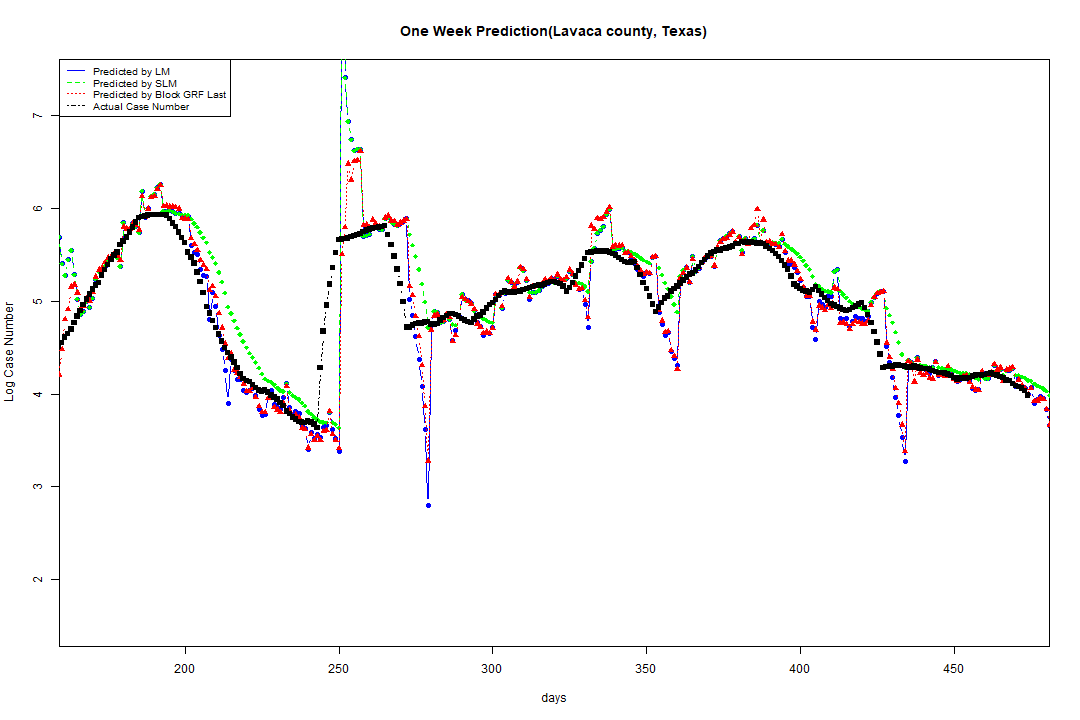 One Week Prediction(Lavaca county, Texas)
Predicted by LM
Predicted by SLM
Predicted by Block GRF Last
Actual Case Number
7
6
5
4
3
2
Log Case Number
200 250 300 350 400 450
days